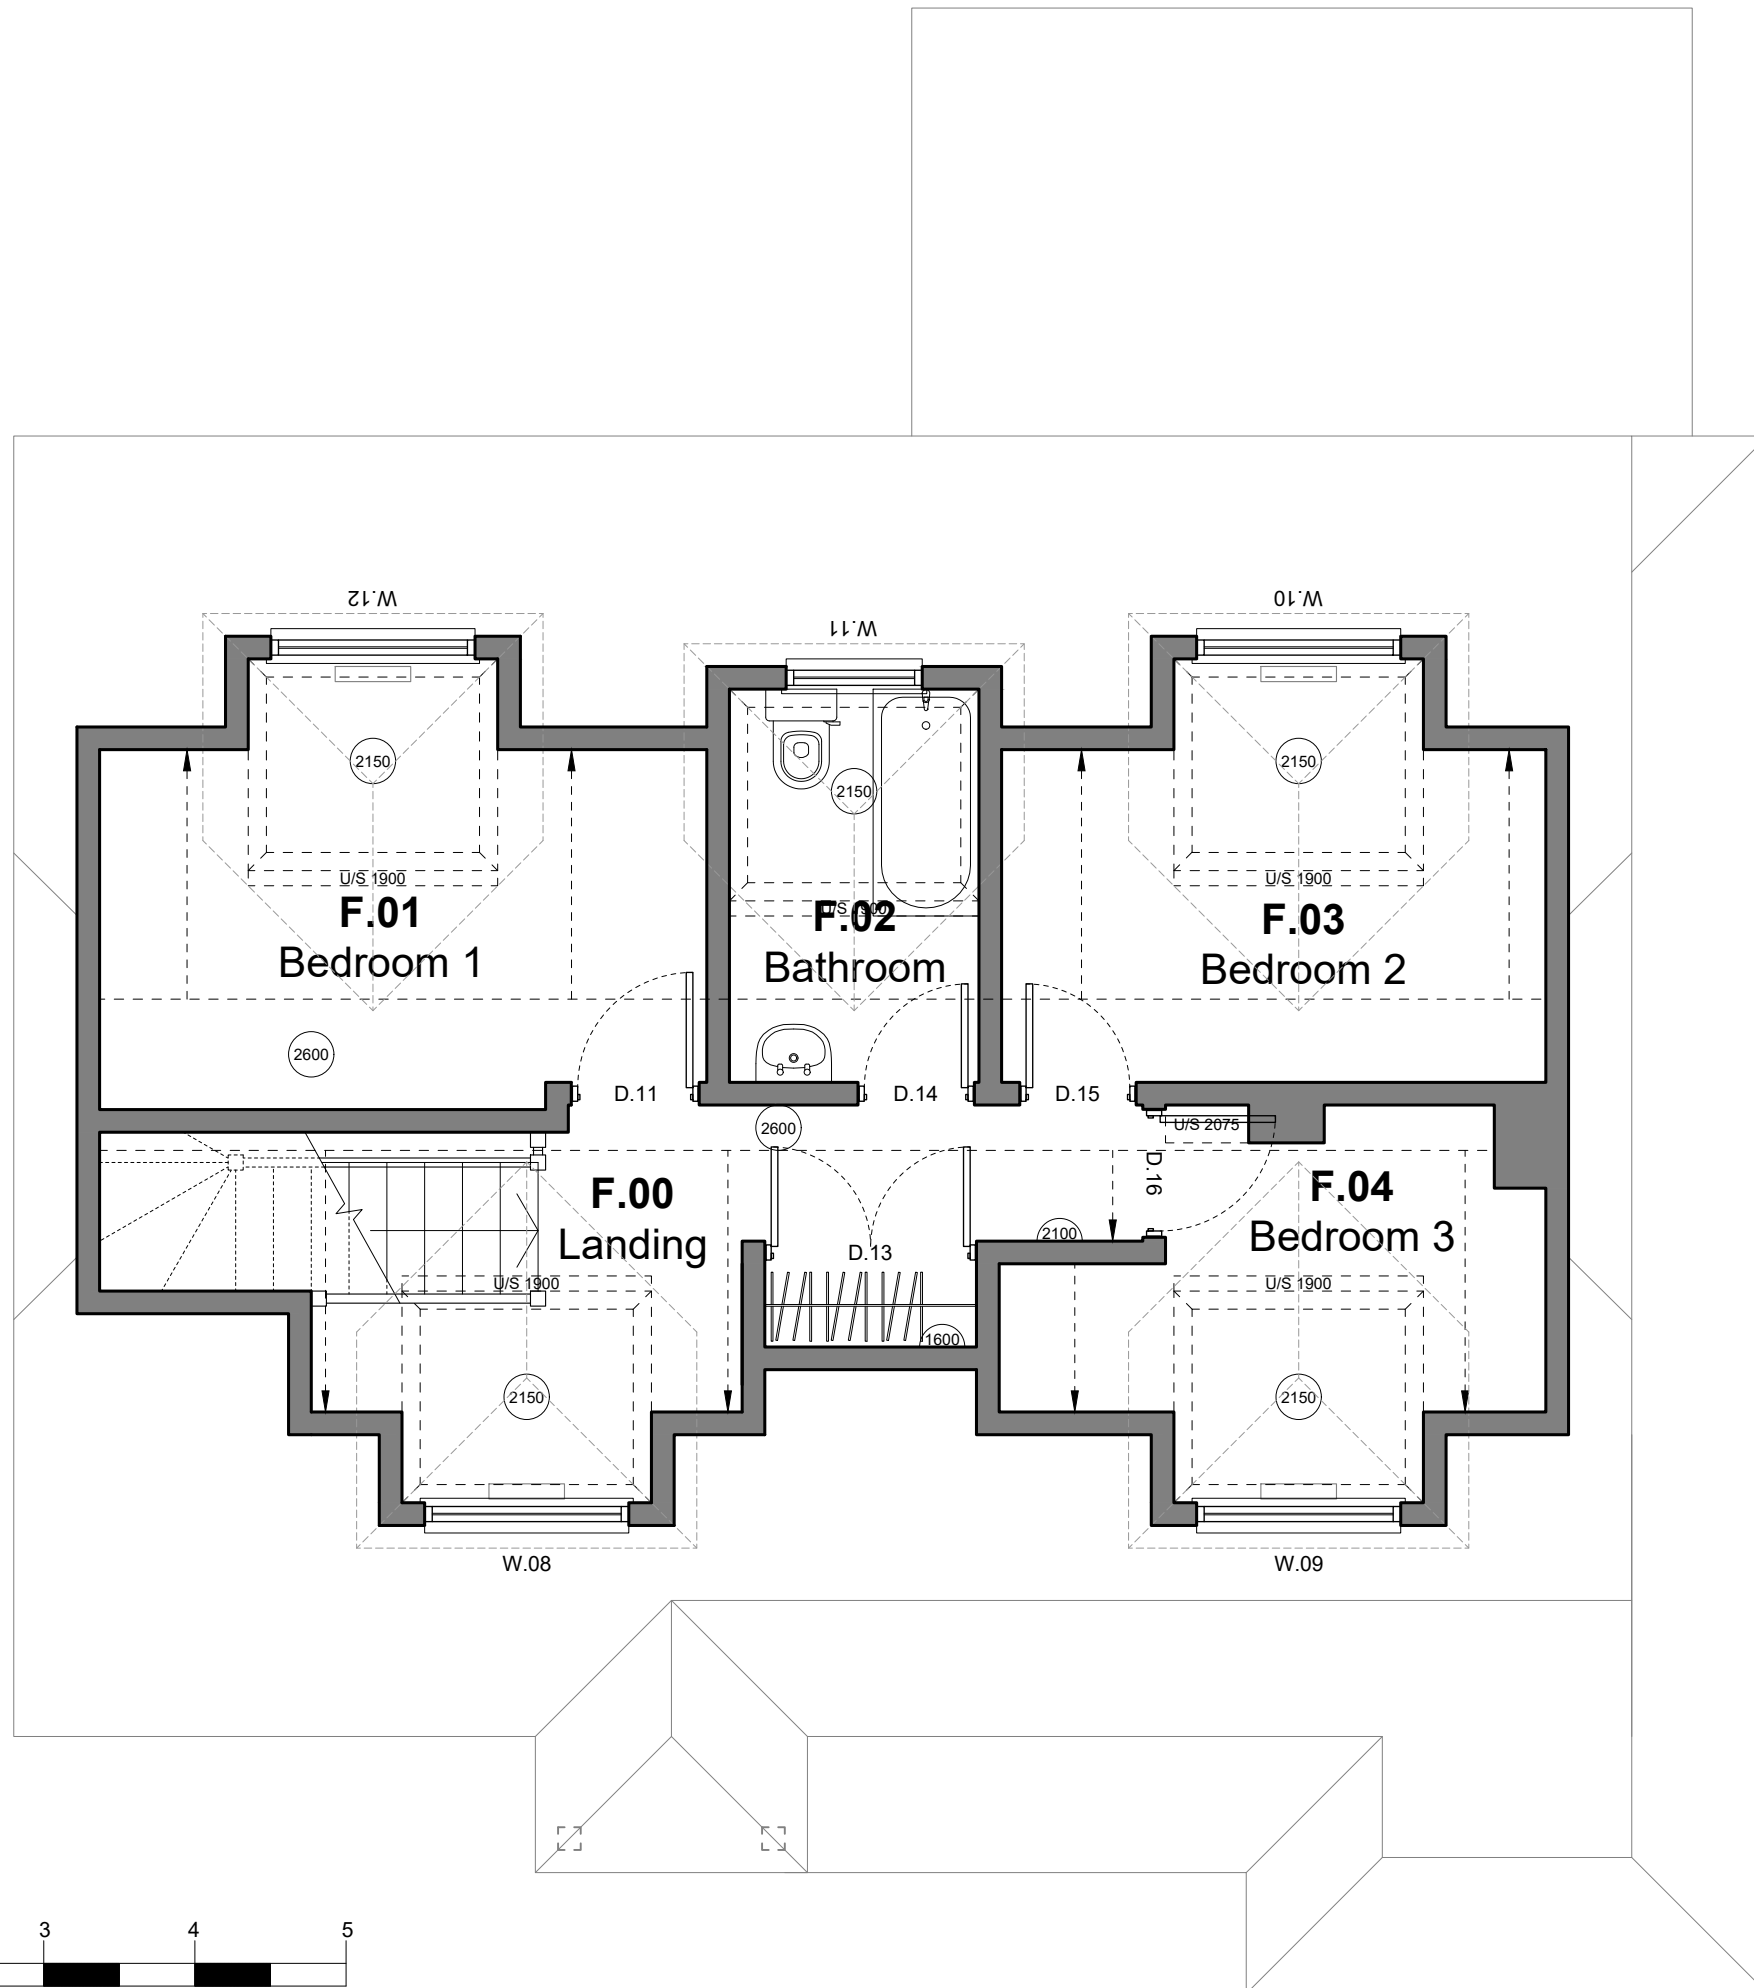 W.12
W.11
W.10
2150
2150
2150
U/S 1900
U/S 1900
U/S 1900
F.01
Bedroom 1
F.02
Bathroom
F.03
Bedroom 2
2600
D.11
D.14
D.15
2600
U/S 2075
D.16
F.00
Landing
F.04
Bedroom 3
2100
D.13
U/S 1900
U/S 1900
1600
2150
2150
W.08
W.09
3 4 5